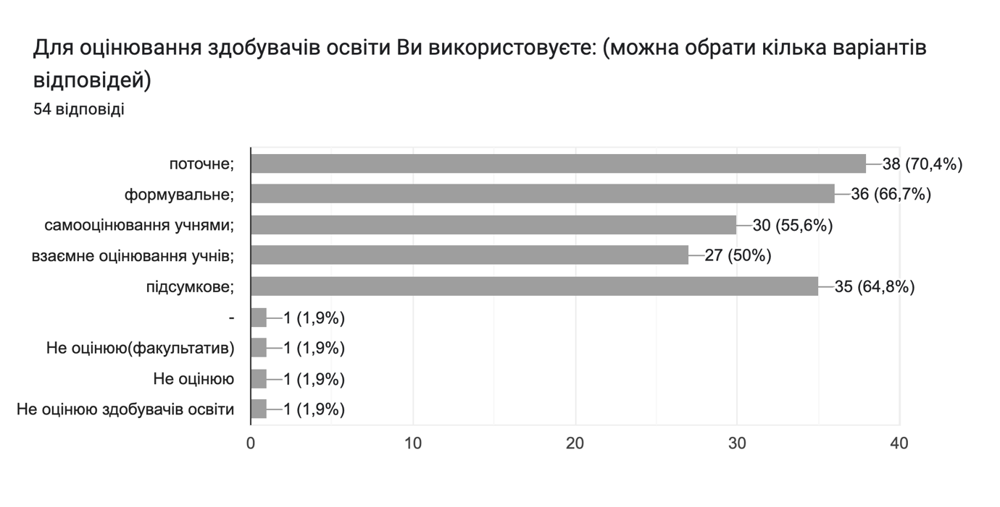 Для оцінювання здобувачів освіти Ви використовуєте: (можна обрати кілька варіантів
відповідей)
54 відповіді
поточне; 38 (70,4%)
формувальне; 36 (66,7%)
самооцінювання учнями; 30 (55,6%)
взаємне оцінювання учнів; 27 (50%)
підсумкове; 35 (64,8%)
- 1 (1,9%)
Не оцінюю(факультатив) 1 (1,9%)
Не оцінюю 1 (1,9%)
Не оцінюю здобувачів освіти 1 (1,9%)
0 10 20 30 40